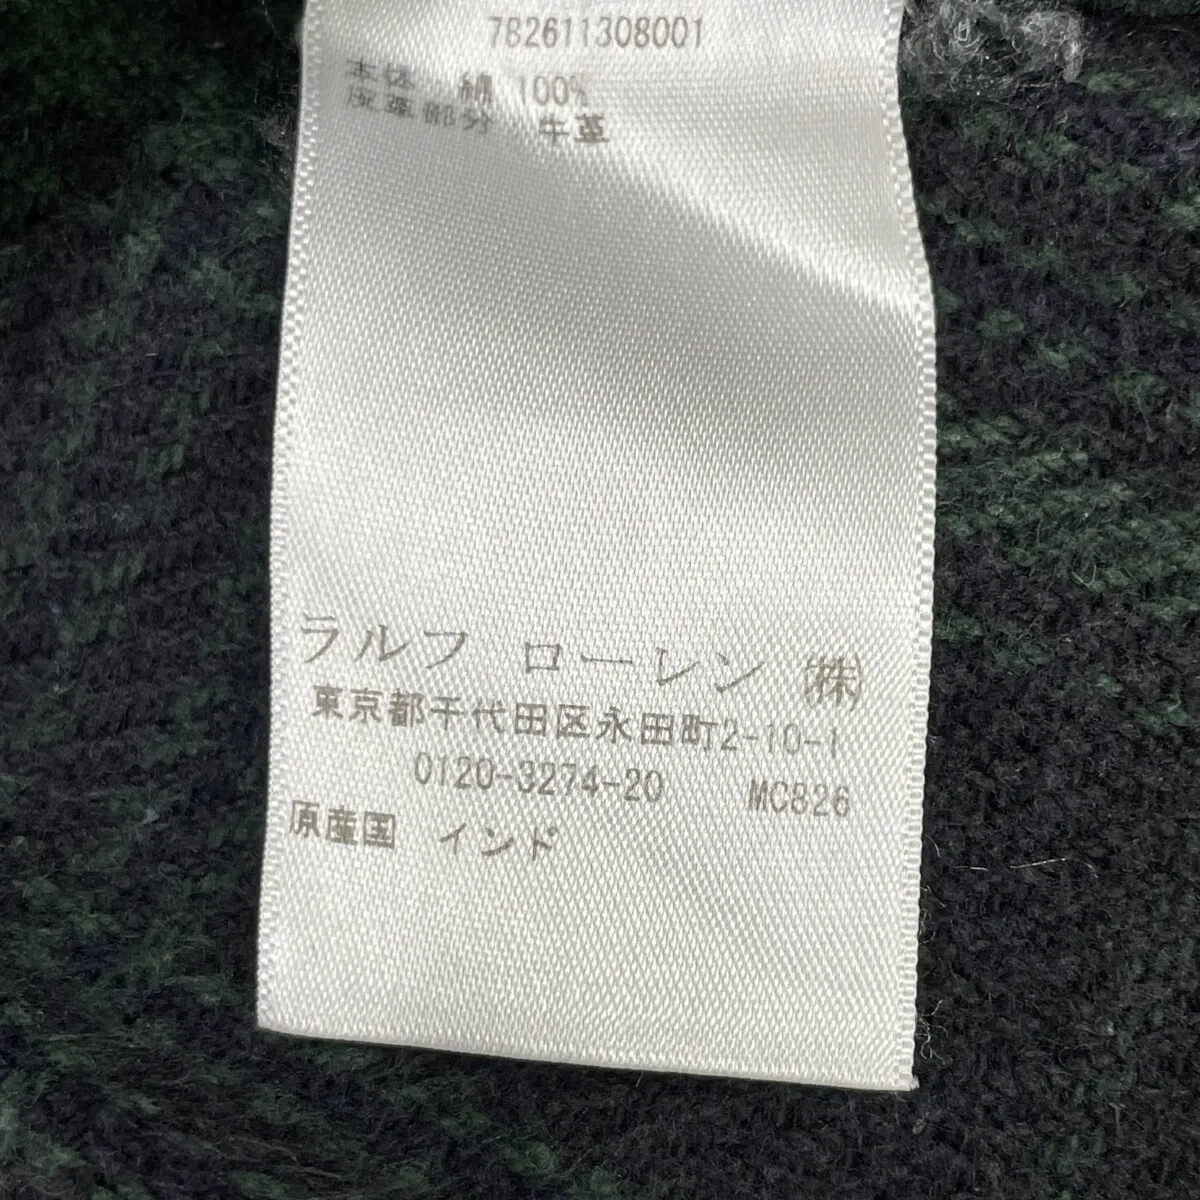 782611308001
本体 綿 100%
皮革部分 牛革
ラルフ ローレン ㈱
東京都千代田区永田町2-10-1
0120-3274-20 MC826
原産国 インド